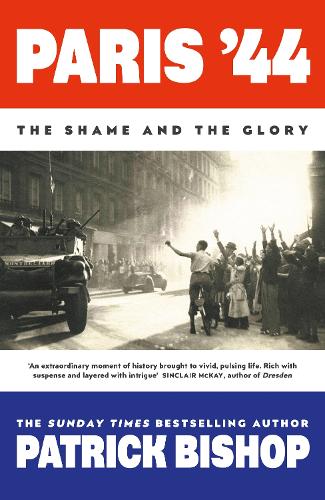 PARIS ’44
THE SHAME AND THE GLORY
‘An extraordinary moment of history brought to vivid, pulsing life. Rich with
suspense and layered with intrigue’ SINCLAIR McKAY, author of Dresden
THE SUNDAY TIMES BESTSELLING AUTHOR
PATRICK BISHOP